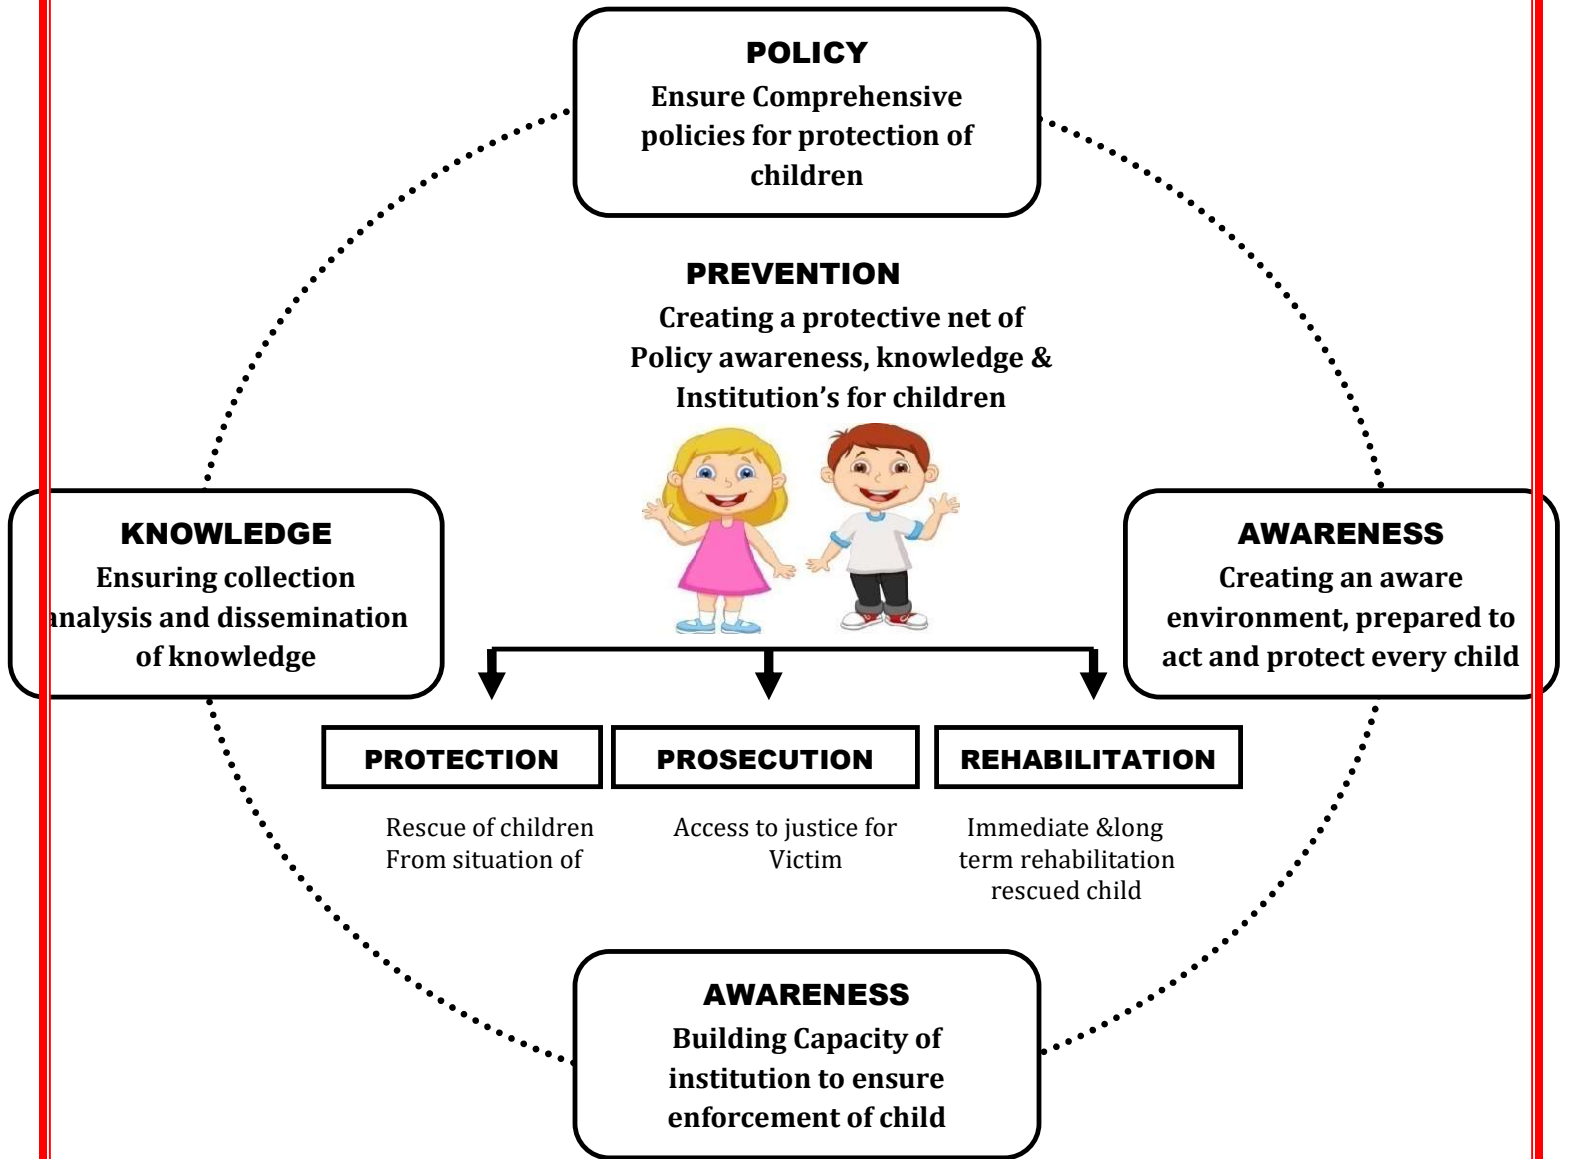 POLICY
Ensure Comprehensive
policies for protection of
children
PREVENTION
Creating a protective net of
Policy awareness, knowledge &
Institution’s for children
KNOWLEDGE
Ensuring collection
analysis and dissemination
of knowledge
AWARENESS
Creating an aware
environment, prepared to
act and protect every child
PROTECTION
Rescue of children
From situation of
PROSECUTION
Access to justice for
Victim
REHABILITATION
Immediate &long
term rehabilitation
rescued child
AWARENESS
Building Capacity of
institution to ensure
enforcement of child